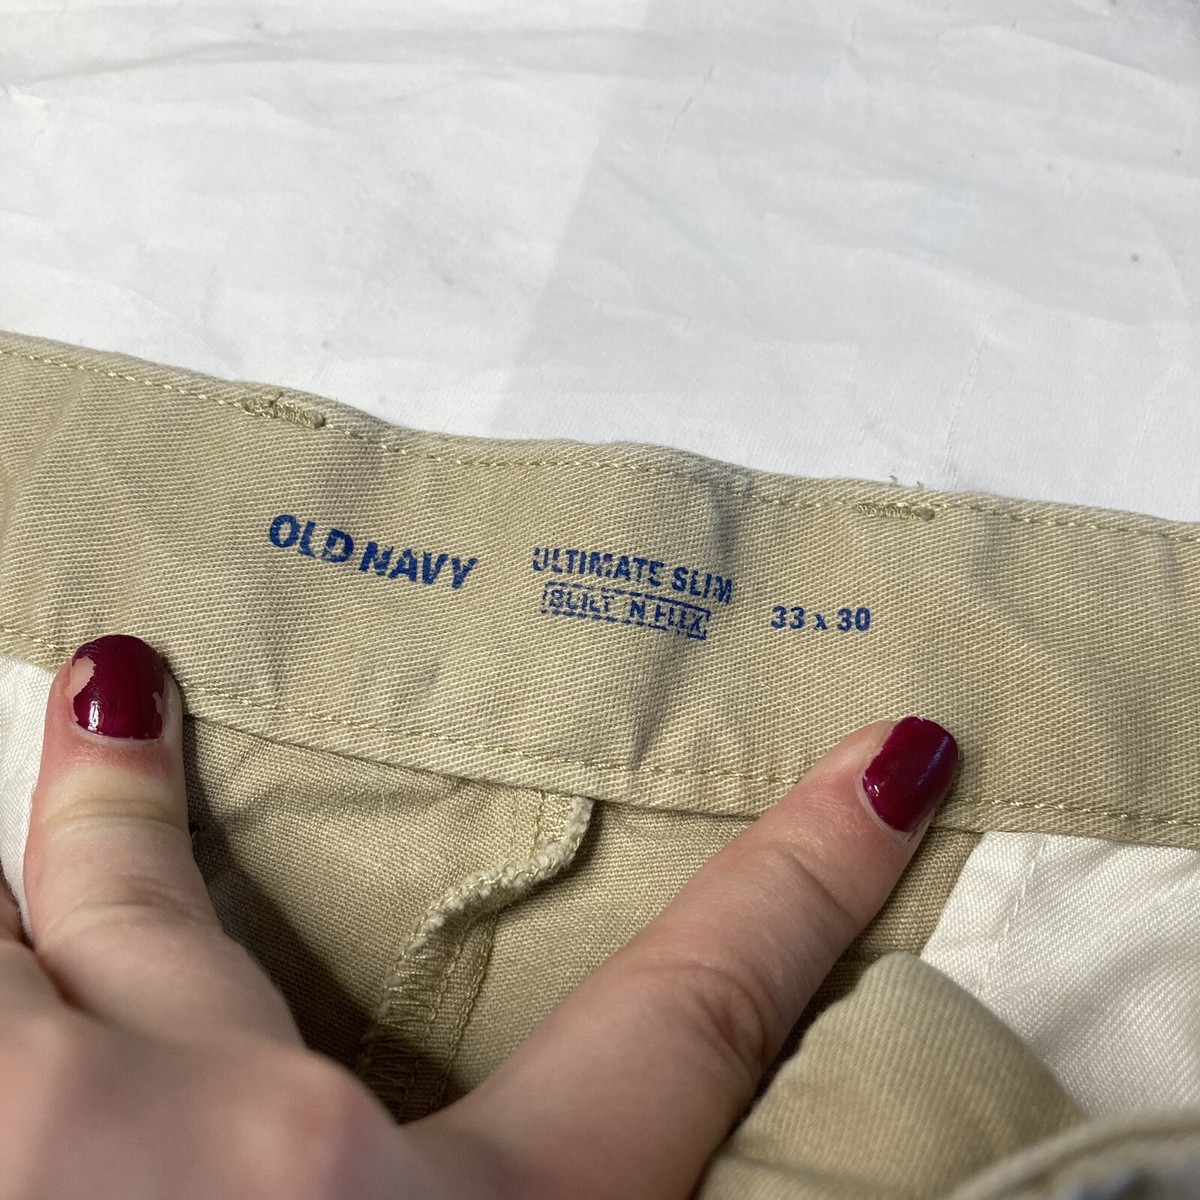 OLD NAVY
ULTIMATE SLIM
BUILT IN FLEX
33 x 30